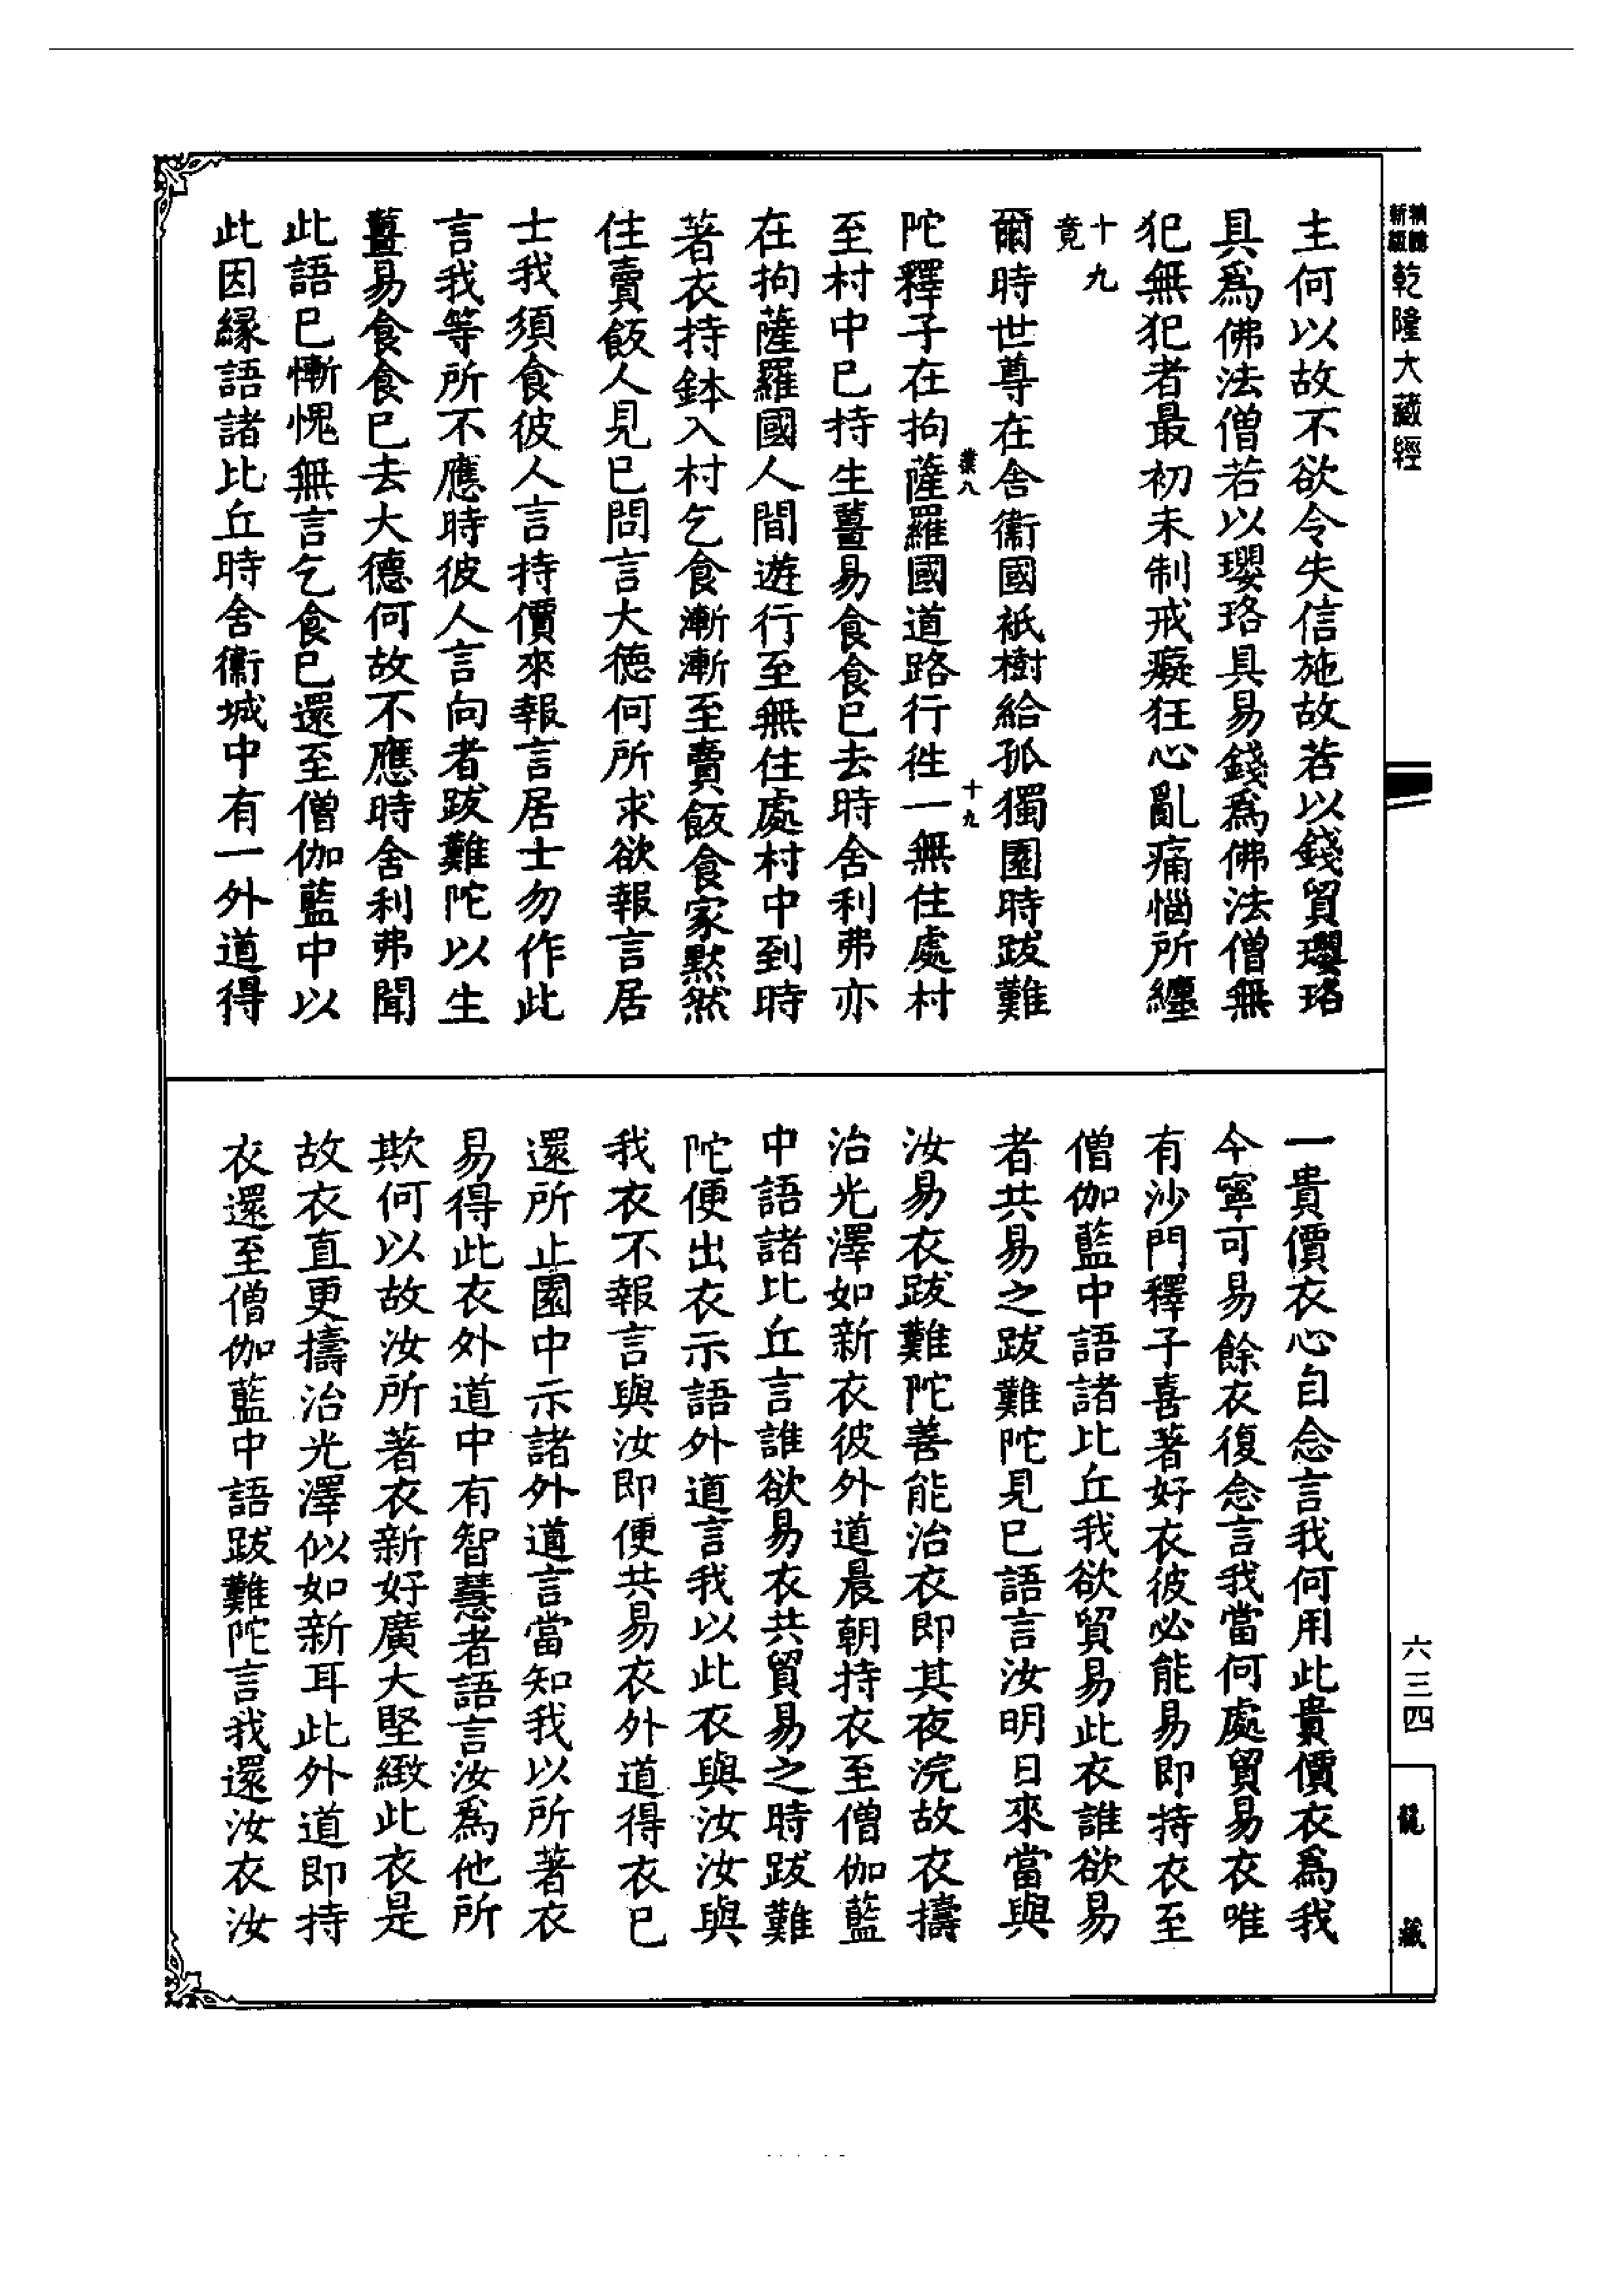 乾隆大藏經
主何以故不欲令失信施故若以錢貿瓔珞
具爲佛法僧若以瓔珞具易錢爲佛法僧無
犯無犯者最初未制戒癡狂心亂痛惱所纏
十九
竟
爾時世尊在舍衞國祇樹給孤獨園時跋難
業八
十九
陀釋子在拘薩羅國道路行徃一無住處村
至村中已持生薑易食食已去時舍利弗亦
在拘薩羅國人間遊行至無住處村中到時
著衣持鉢入村乞食漸漸至賣飯食家黙然
住賣飯人見已問言大德何所求欲報言居
士我須食彼人言持價來報言居士勿作此
言我等所不應時彼人言向者跋難陀以生
薑易食食已去大德何故不應時舍利弗聞
此語已慚愧無言乞食已還至僧伽藍中以
此因緣語諸比丘時舍衞城中有一外道得
一貴價衣心自念言我何用此貴價衣爲我
今寧可易餘衣復念言我當何處貿易衣唯
有沙門釋子喜著好衣彼必能易即持衣至
僧伽藍中語諸比丘我欲貿易此衣誰欲易
者共易之跋難陀見已語言汝明日來當與
汝易衣跋難陀善能治衣即其夜浣故衣擣
治光澤如新衣彼外道晨朝持衣至僧伽藍
中語諸比丘言誰欲易衣共貿易之時跋難
陀便出衣示語外道言我以此衣與汝汝與
我衣不報言與汝即便共易衣外道得衣已
還所止園中示諸外道言當知我以所著衣
易得此衣外道中有智慧者語言汝爲他所
欺何以故汝所著衣新好廣大堅緻此衣是
故衣直更擣治光澤似如新耳此外道即持
衣還至僧伽藍中語跋難陀言我還汝衣汝
六三四
龍藏